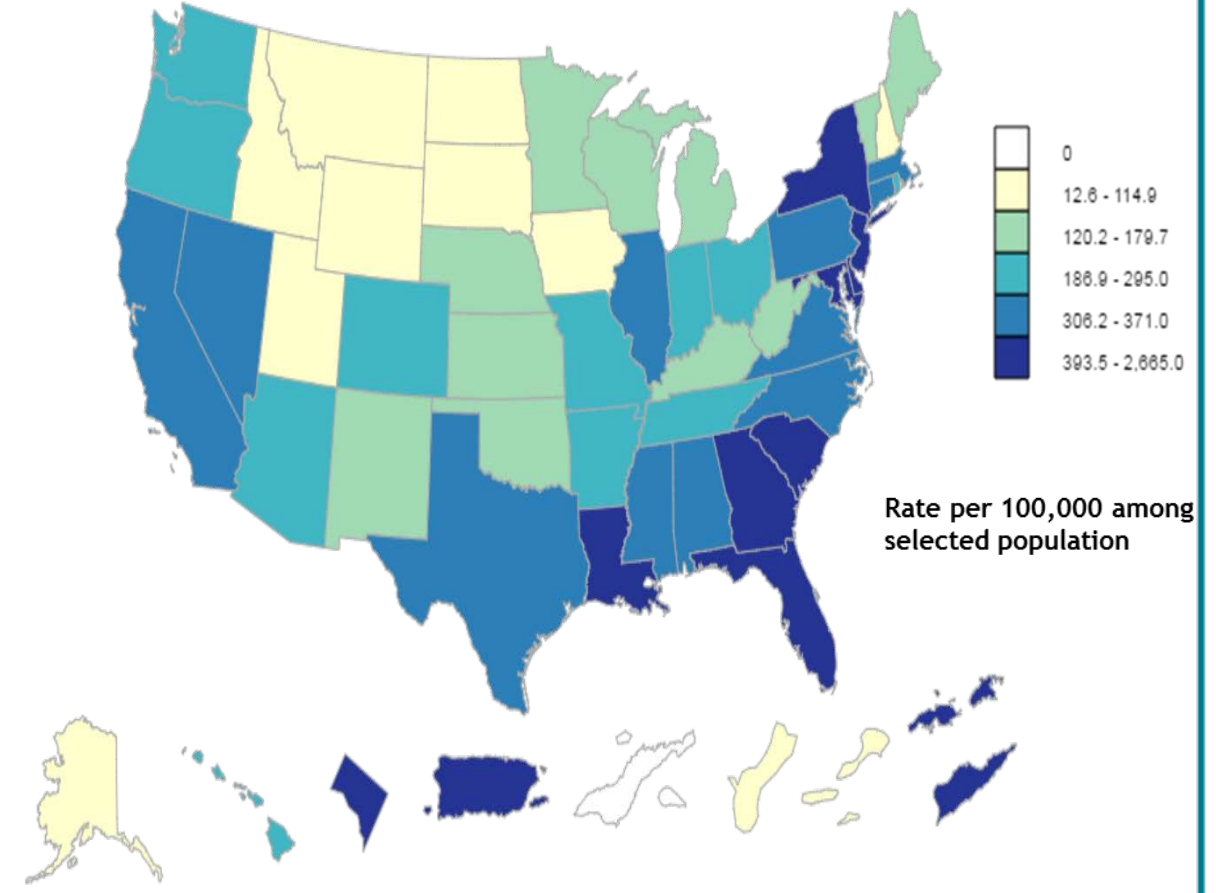 0
12.6 - 114.9
120.2 - 179.7
186.9 - 295.0
306.2 - 371.0
393.5 - 2,665.0
Rate per 100,000 among
selected population